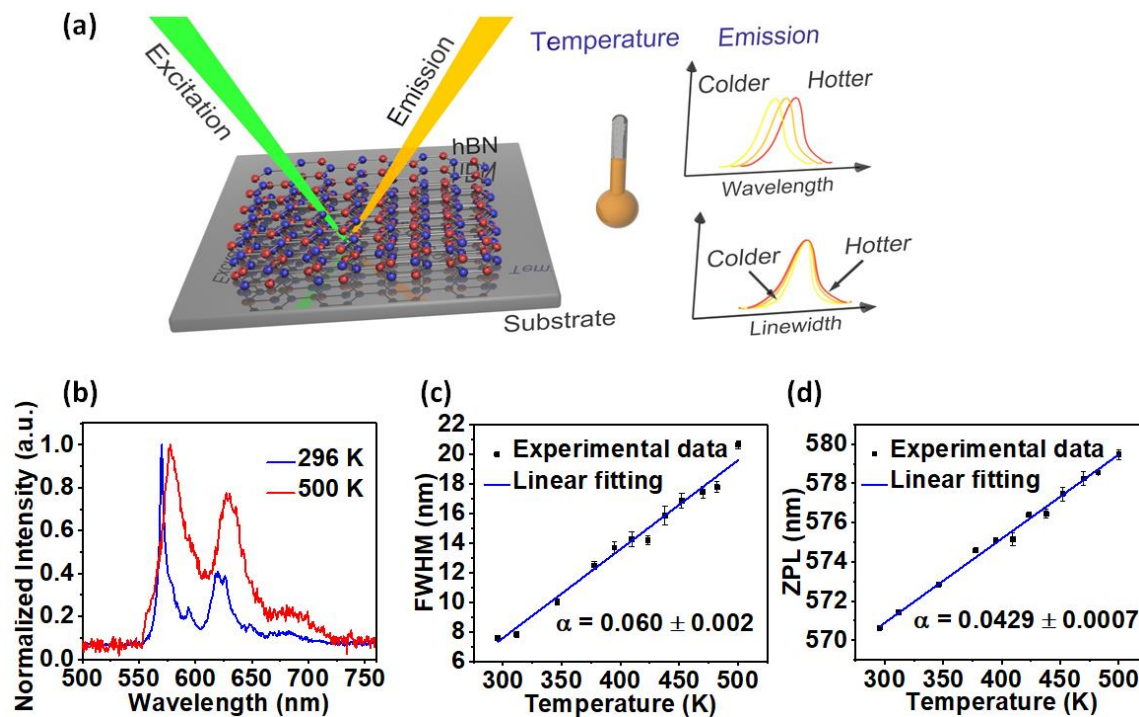 (a)
Excitation
Emission
hBN
Substrate
Temperature
Emission
Colder
Hotter
Wavelength
Colder
Hotter
Linewidth
(b)
Normalized Intensity (a.u.)
1.0
0.8
0.6
0.4
0.2
0.0
296 K
500 K
500 550 600 650 700 750
Wavelength (nm)
(c)
FWHM (nm)
22
20
18
16
14
12
10
8
6
Experimental data
Linear fitting
α = 0.060 ± 0.002
300 350 400 450 500
Temperature (K)
(d)
ZPL (nm)
580
578
576
574
572
570
Experimental data
Linear fitting
α = 0.0429 ± 0.0007
300 350 400 450 500
Temperature (K)